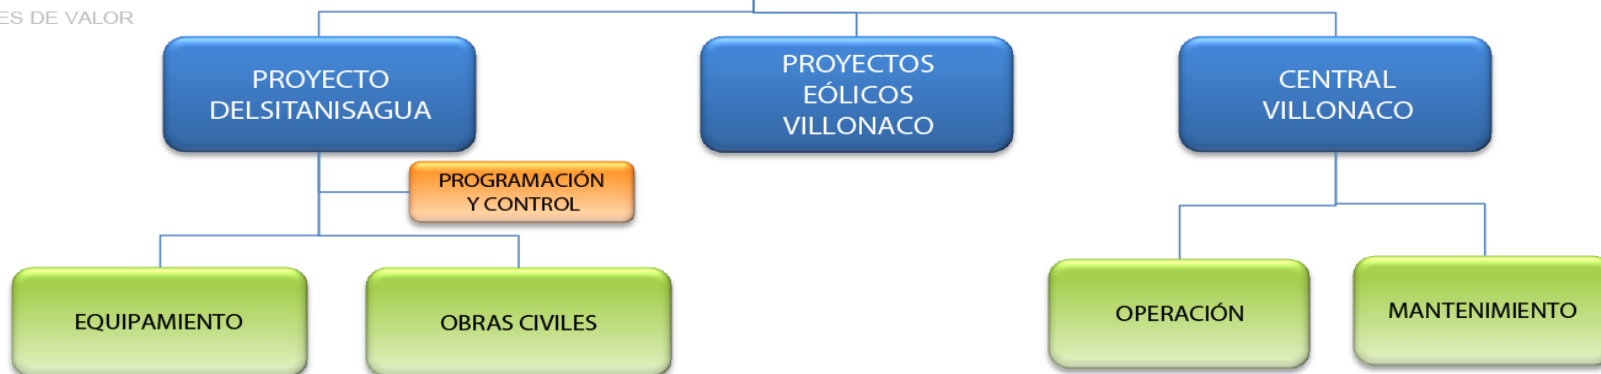 ES DE VALOR
PROYECTO
DELSITANISAGUA
PROYECTOS
EÓLICOS
VILLONACO
CENTRAL
VILLONACO
PROGRAMACIÓN
Y CONTROL
EQUIPAMIENTO
OBRAS CIVILES
OPERACIÓN
MANTENIMIENTO